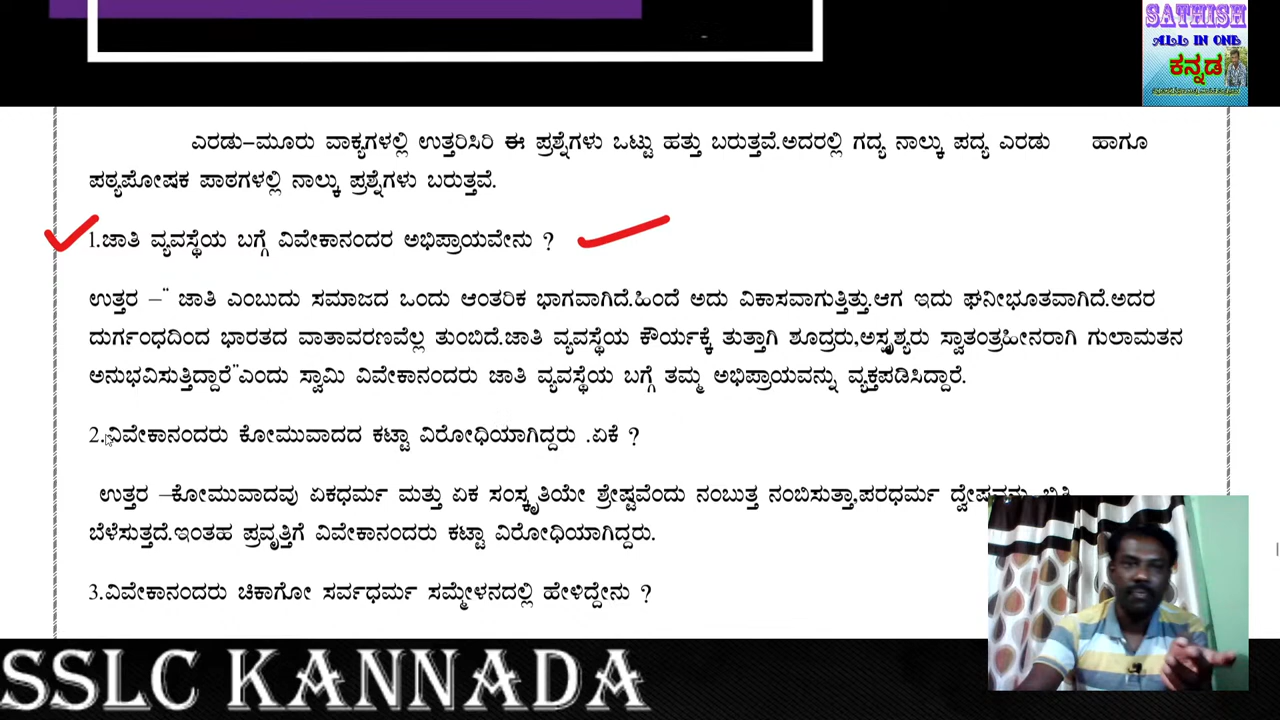 SATHISH
ALL IN ONE
ಕನ್ನಡ
ಎರಡು-ಮೂರು ವಾಕ್ಯಗಳಲ್ಲಿ ಉತ್ತರಿಸಿರಿ ಈ ಪ್ರಶ್ನೆಗಳು ಒಟ್ಟು ಹತ್ತು ಬರುತ್ತವೆ.ಅದರಲ್ಲಿ ಗದ್ಯ ನಾಲ್ಕು ಪದ್ಯ ಎರಡು ಹಾಗೂ
ಪಠ್ಯಪೋಷಕ ಪಾಠಗಳಲ್ಲಿ ನಾಲ್ಕು ಪ್ರಶ್ನೆಗಳು ಬರುತ್ತವೆ.
1.ಜಾತಿ ವ್ಯವಸ್ಥೆಯ ಬಗ್ಗೆ ವಿವೇಕಾನಂದರ ಅಭಿಪ್ರಾಯವೇನು ?
ಉತ್ತರ –" ಜಾತಿ ಎಂಬುದು ಸಮಾಜದ ಒಂದು ಆಂತರಿಕ ಭಾಗವಾಗಿದೆ.ಹಿಂದೆ ಅದು ವಿಕಾಸವಾಗುತ್ತಿತ್ತು.ಆಗ ಇದು ಘನೀಭೂತವಾಗಿದೆ.ಅದರ
ದುರ್ಗಂಧದಿಂದ ಭಾರತದ ವಾತಾವರಣವೆಲ್ಲ ತುಂಬಿದೆ.ಜಾತಿ ವ್ಯವಸ್ಥೆಯ ಕ್ರೌರ್ಯಕ್ಕೆ ತುತ್ತಾಗಿ ಶೂದ್ರರು,ಅಸ್ಪೃಶ್ಯರು ಸ್ವಾತಂತ್ರಹೀನರಾಗಿ ಗುಲಾಮತನ
ಅನುಭವಿಸುತ್ತಿದ್ದಾರೆ"ಎಂದು ಸ್ವಾಮಿ ವಿವೇಕಾನಂದರು ಜಾತಿ ವ್ಯವಸ್ಥೆಯ ಬಗ್ಗೆ ತಮ್ಮ ಅಭಿಪ್ರಾಯವನ್ನು ವ್ಯಕ್ತಪಡಿಸಿದ್ದಾರೆ.
2.ವಿವೇಕಾನಂದರು ಕೋಮುವಾದದ ಕಟ್ಟಾ ವಿರೋಧಿಯಾಗಿದ್ದರು .ಏಕೆ ?
ಉತ್ತರ –ಕೋಮುವಾದವು ಏಕಧರ್ಮ ಮತ್ತು ಏಕ ಸಂಸ್ಕೃತಿಯೇ ಶ್ರೇಷ್ಟವೆಂದು ನಂಬುತ್ತ ನಂಬಿಸುತ್ತಾ,ಪರಧರ್ಮ
ಬೆಳೆಸುತ್ತದೆ.ಇಂತಹ ಪ್ರವೃತ್ತಿಗೆ ವಿವೇಕಾನಂದರು ಕಟ್ಟಾ ವಿರೋಧಿಯಾಗಿದ್ದರು.
3.ವಿವೇಕಾನಂದರು ಚಿಕಾಗೋ ಸರ್ವಧರ್ಮ ಸಮ್ಮೇಳನದಲ್ಲಿ ಹೇಳಿದ್ದೇನು ?
SSLC KANNADA